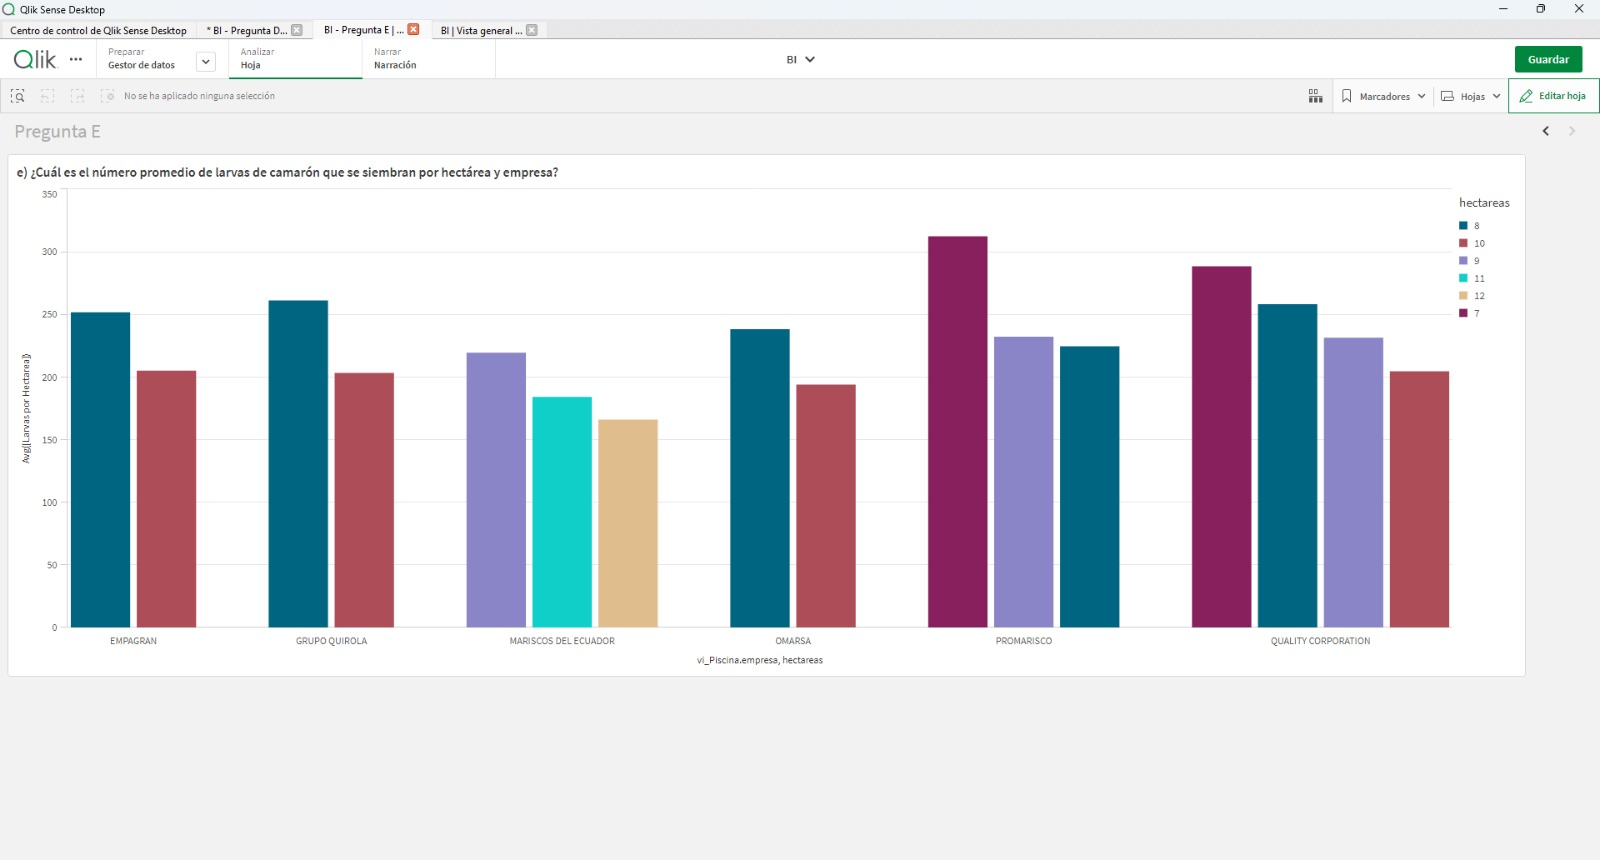 Qlik Sense Desktop
Centro de control de Qlik Sense Desktop
* BI - Pregunta D...
BI - Pregunta E | ...
BI | Vista general ...
Qlik
Preparar
Gestor de datos
Analizar
Hoja
Narrar
Narración
BI
Guardar
No se ha aplicado ninguna selección
Marcadores
Hojas
Editar hoja
Pregunta E
e) ¿Cuál es el número promedio de larvas de camarón que se siembran por hectárea y empresa?
350
300
250
200
150
100
50
0
Avg([Larvas por Hectarea])
EMPAGRAN
GRUPO QUIROLA
MARISCOS DEL ECUADOR
OMARSA
PROMARISCO
QUALITY CORPORATION
vi_Piscina.empresa, hectareas
hectareas
8
10
9
11
12
7